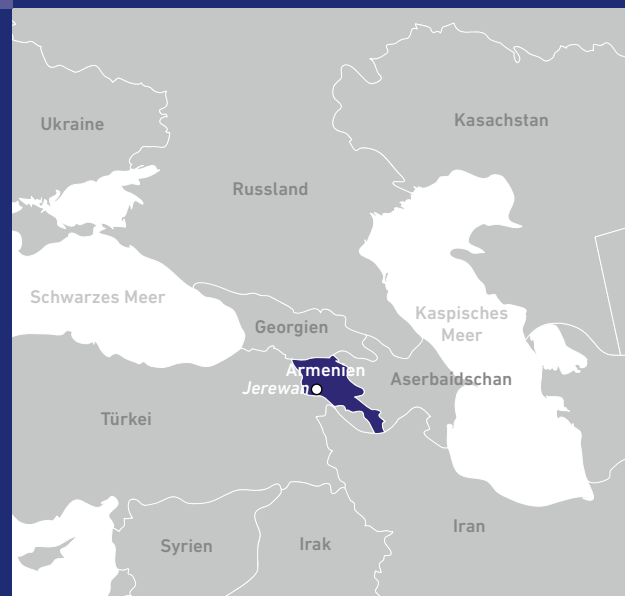 Kasachstan
Ukraine
Russland
Schwarzes Meer
Kaspisches
Meer
Georgien
Armenien
Aserbaidschan
Jerewan
Türkei
Iran
Irak
Syrien